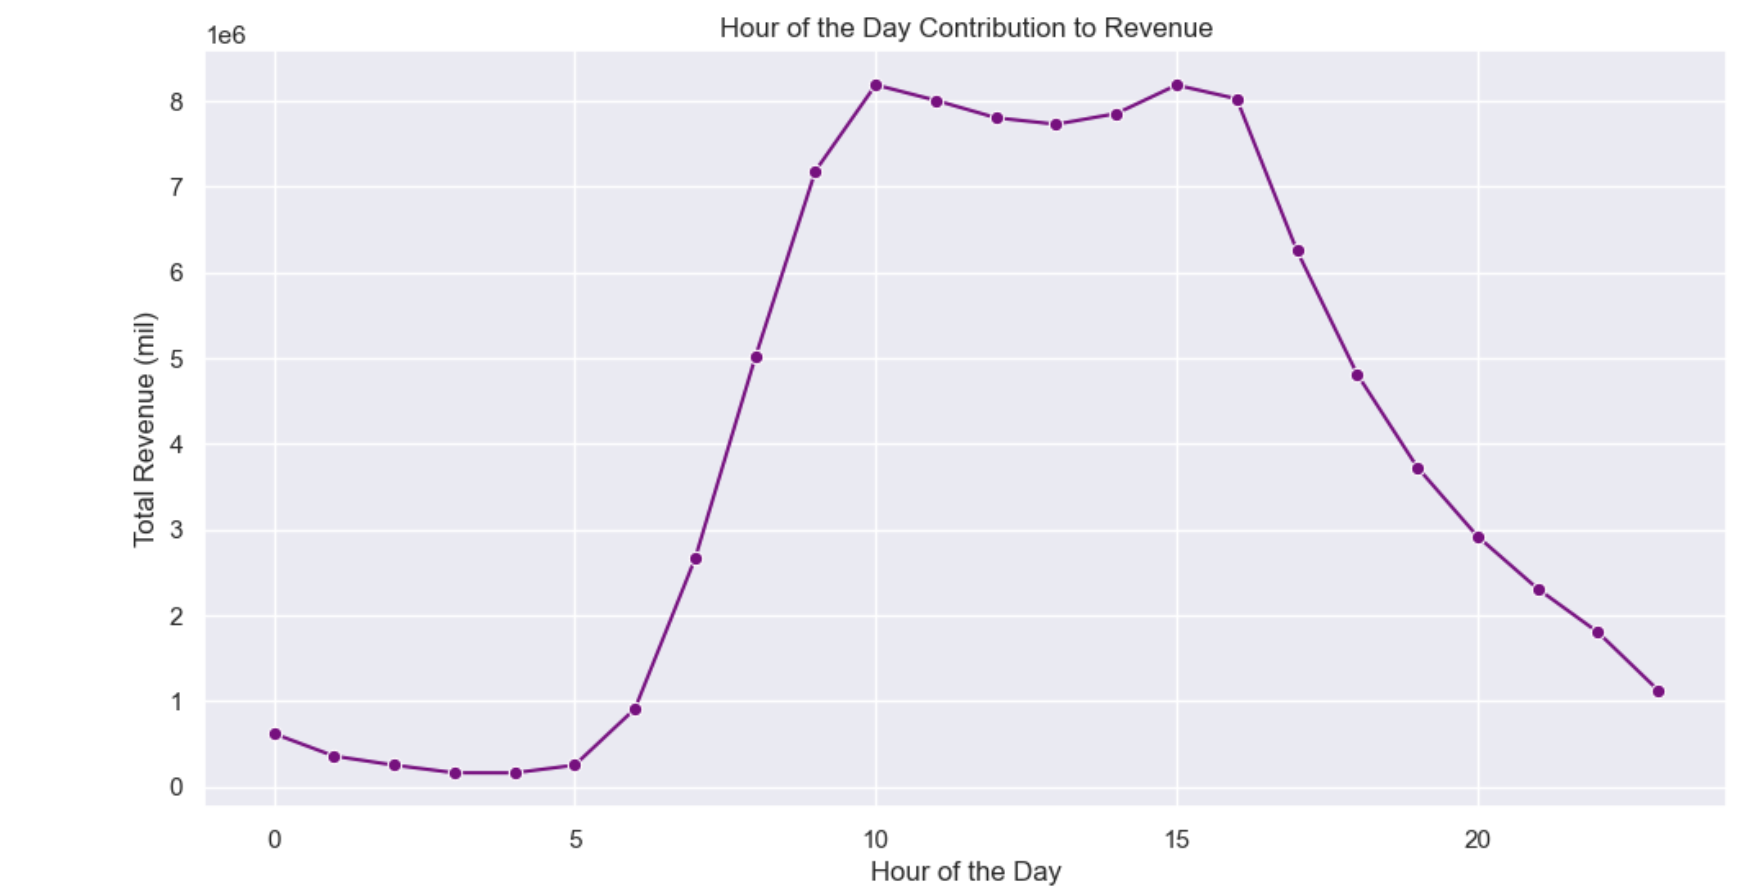 Hour of the Day Contribution to Revenue
1e6
8
7
6
5
4
3
2
1
0
Total Revenue (mil)
0 5 10 15 20
Hour of the Day